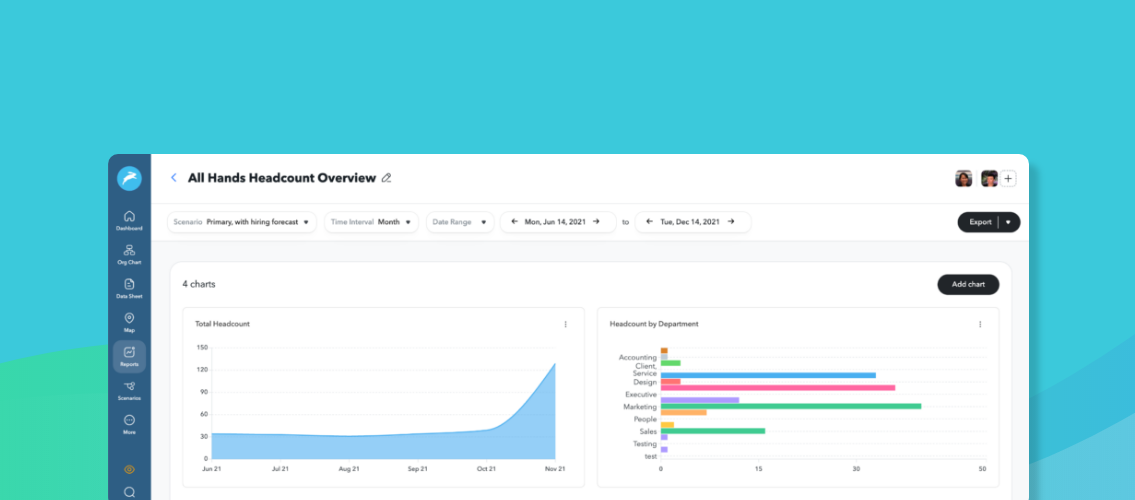 All Hands Headcount Overview
Scenario Primary, with hiring forecast
Time Interval Month
Date Range
Mon, Jun 14, 2021
to
Tue, Dec 14, 2021
Export
Dashboard
Org Chart
Data Sheet
Map
Reports
Scenarios
More
4 charts
Add chart
Total Headcount
150
120
90
60
30
0
Jun 21
Jul 21
Aug 21
Sep 21
Oct 21
Nov 21
Headcount by Department
Accounting
Client,
Service
Design
Executive
Marketing
People
Sales
Testing
test
0
15
30
50